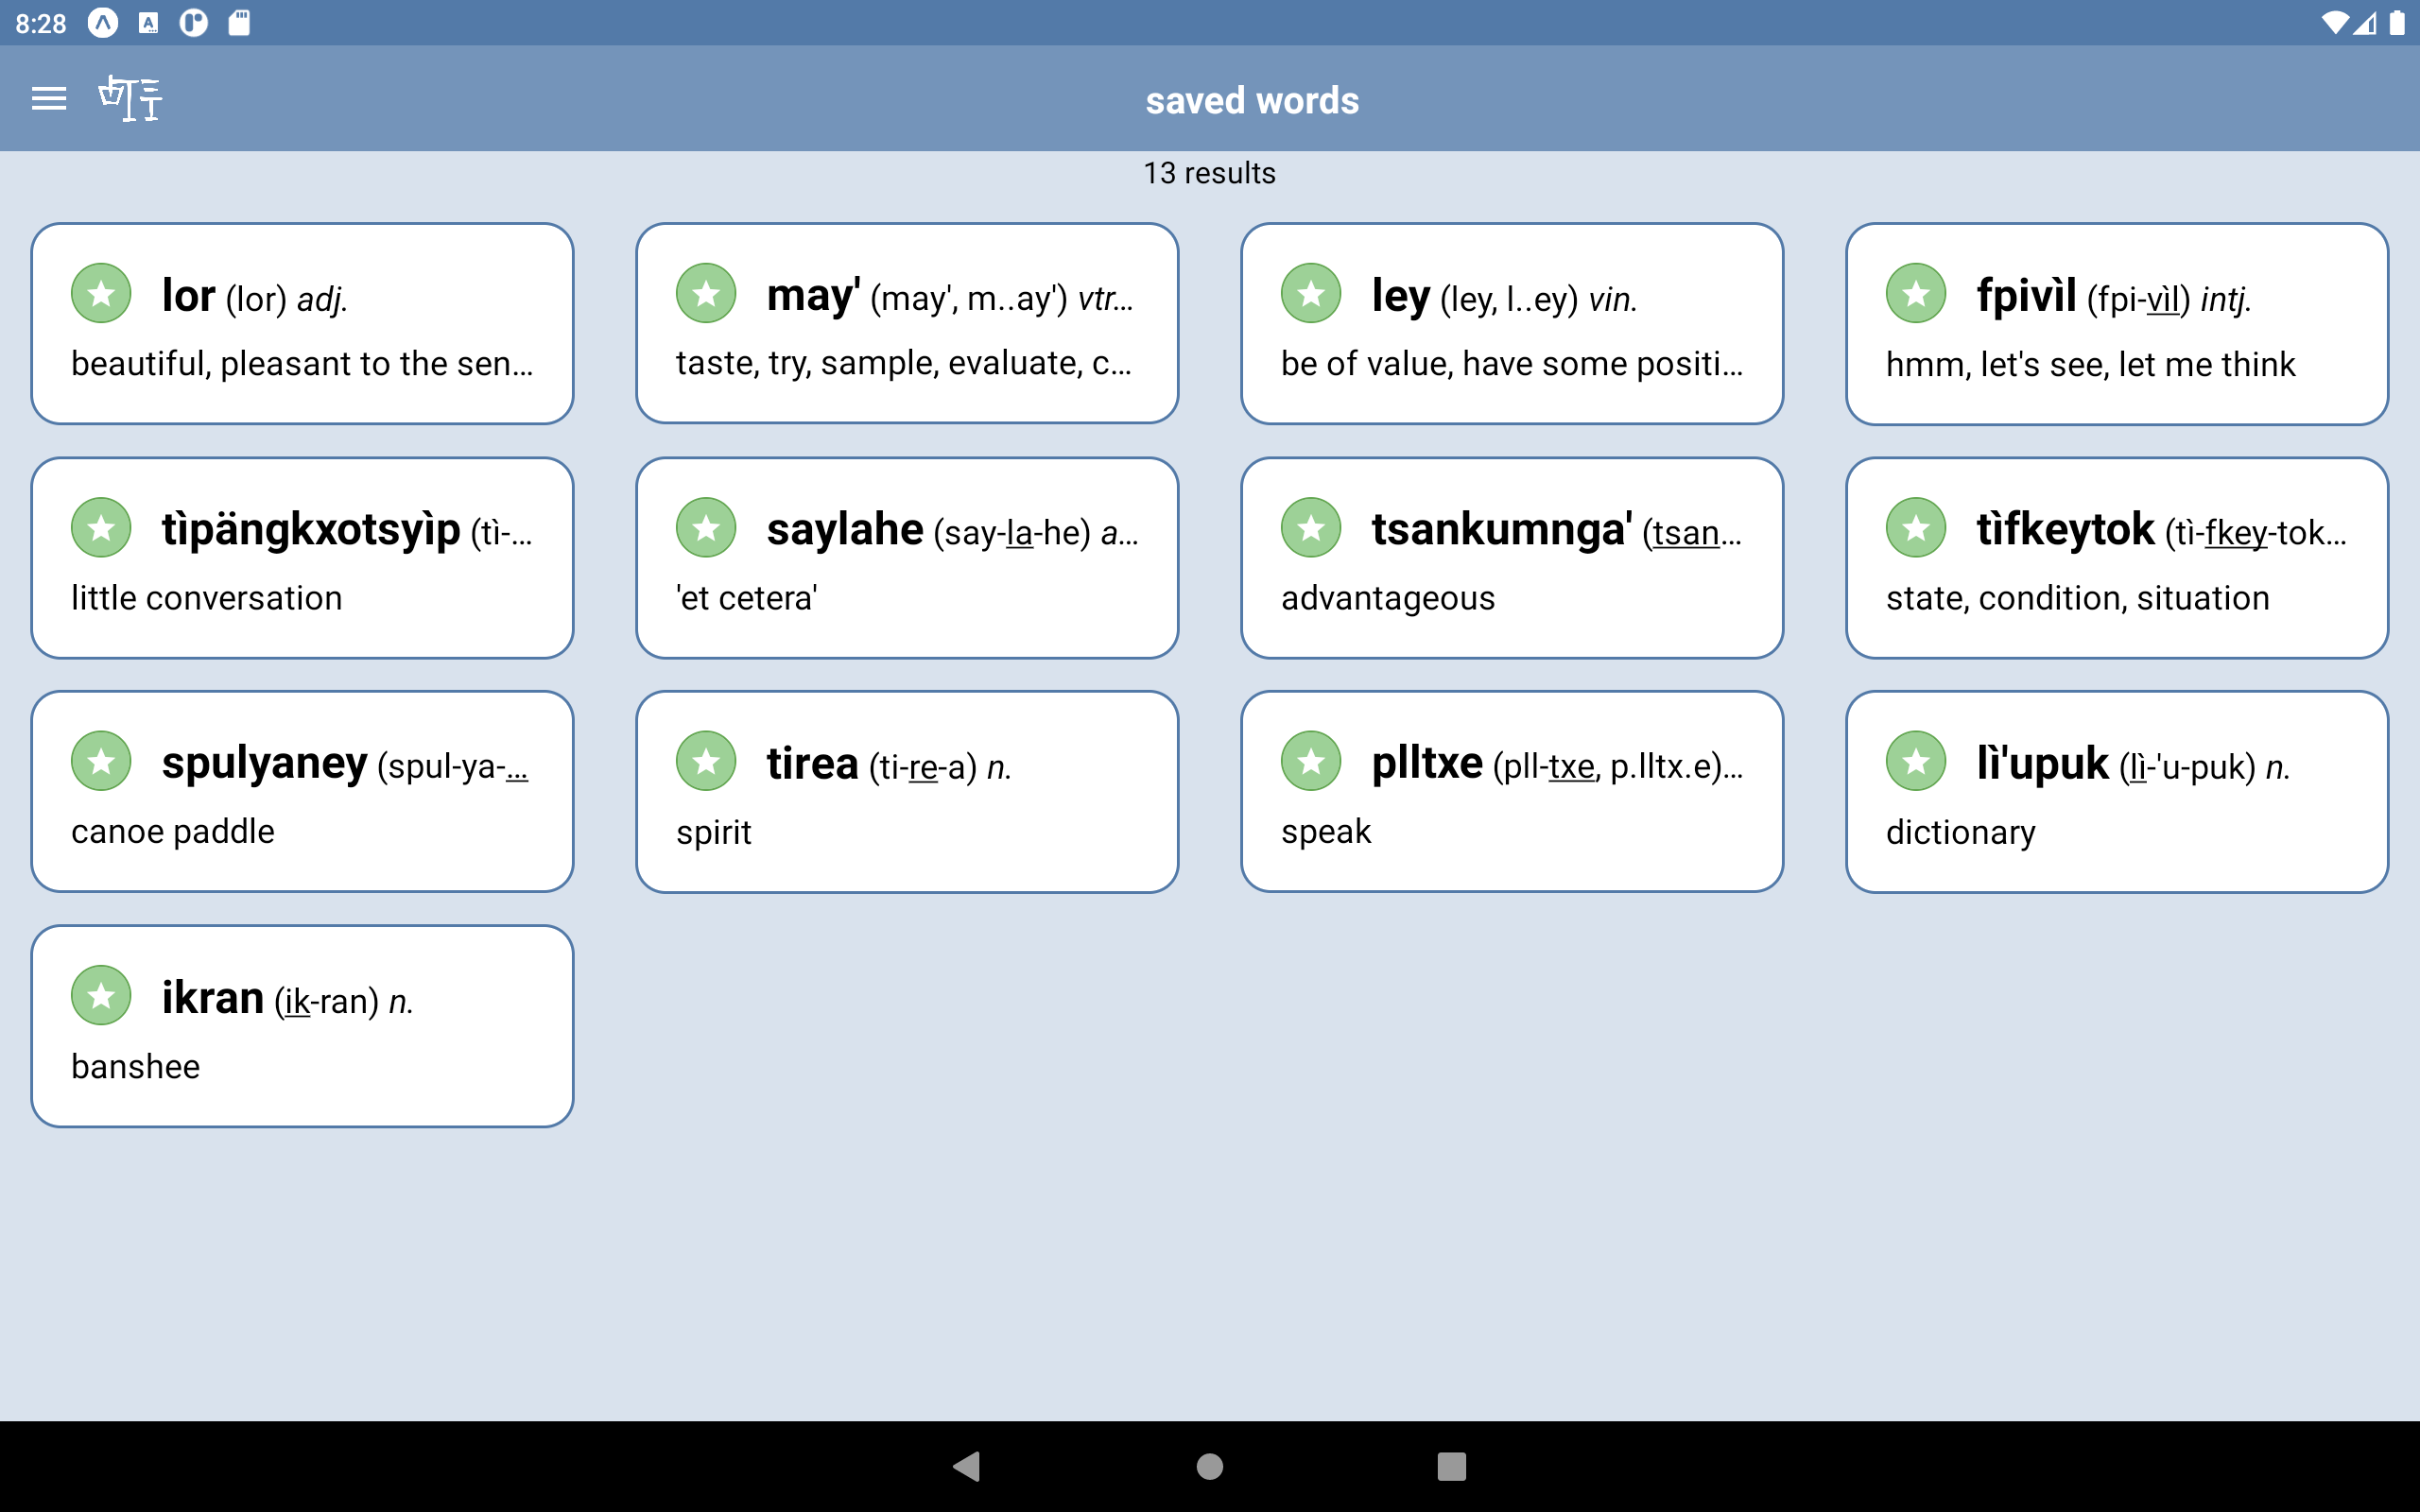 8:28
saved words
13 results
lor (lor) adj.
beautiful, pleasant to the sen...
may' (may', m..ay') vtr...
taste, try, sample, evaluate, c...
ley (ley, l..ey) vin.
be of value, have some positi...
fpivìl (fpi-vìl) intj.
hmm, let's see, let me think
tìpängkxotsyìp (tì-...
little conversation
saylahe (say-la-he) a...
'et cetera'
tsankumnga' (tsan...
advantageous
tìfkeytok (tì-fkey-tok...
state, condition, situation
spulyaney (spul-ya-...
canoe paddle
tirea (ti-re-a) n.
spirit
plltxe (pll-txe, p.lltx.e)...
speak
lì'upuk (lì-'u-puk) n.
dictionary
ikran (ik-ran) n.
banshee